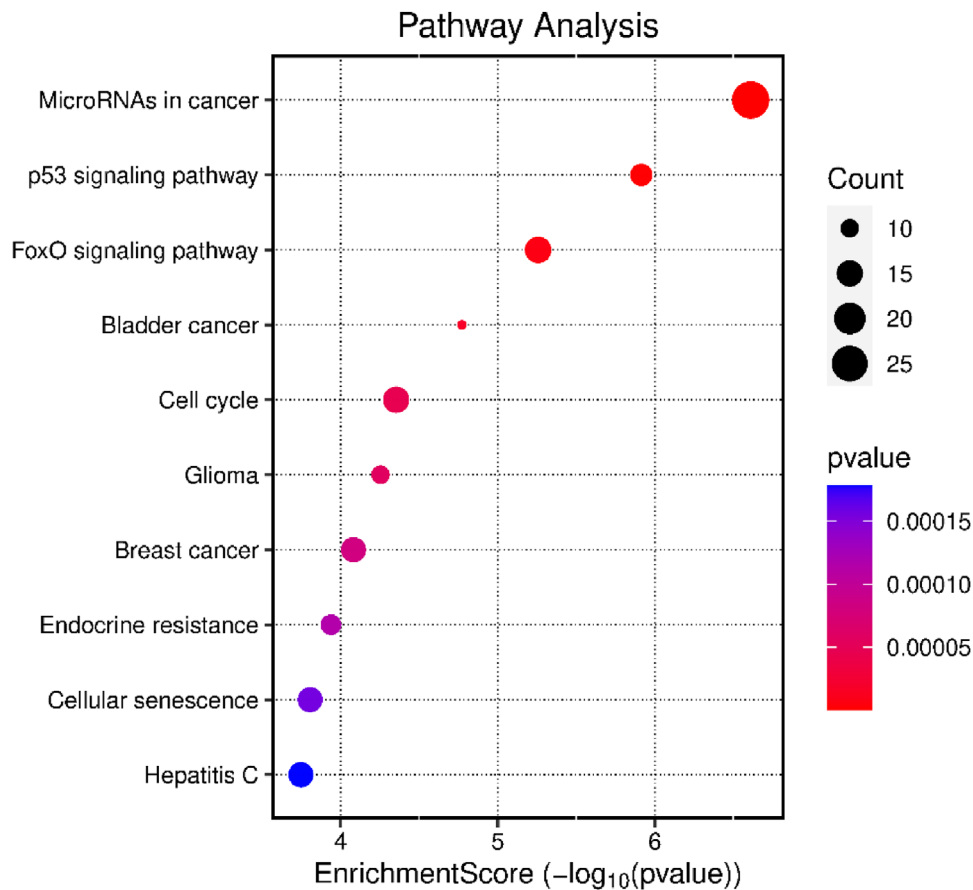 Pathway Analysis
MicroRNAs in cancer
p53 signaling pathway
FoxO signaling pathway
Bladder cancer
Cell cycle
Glioma
Breast cancer
Endocrine resistance
Cellular senescence
Hepatitis C
4 5 6
EnrichmentScore (−log₁₀(pvalue))
Count
10
15
20
25
pvalue
0.00015
0.00010
0.00005